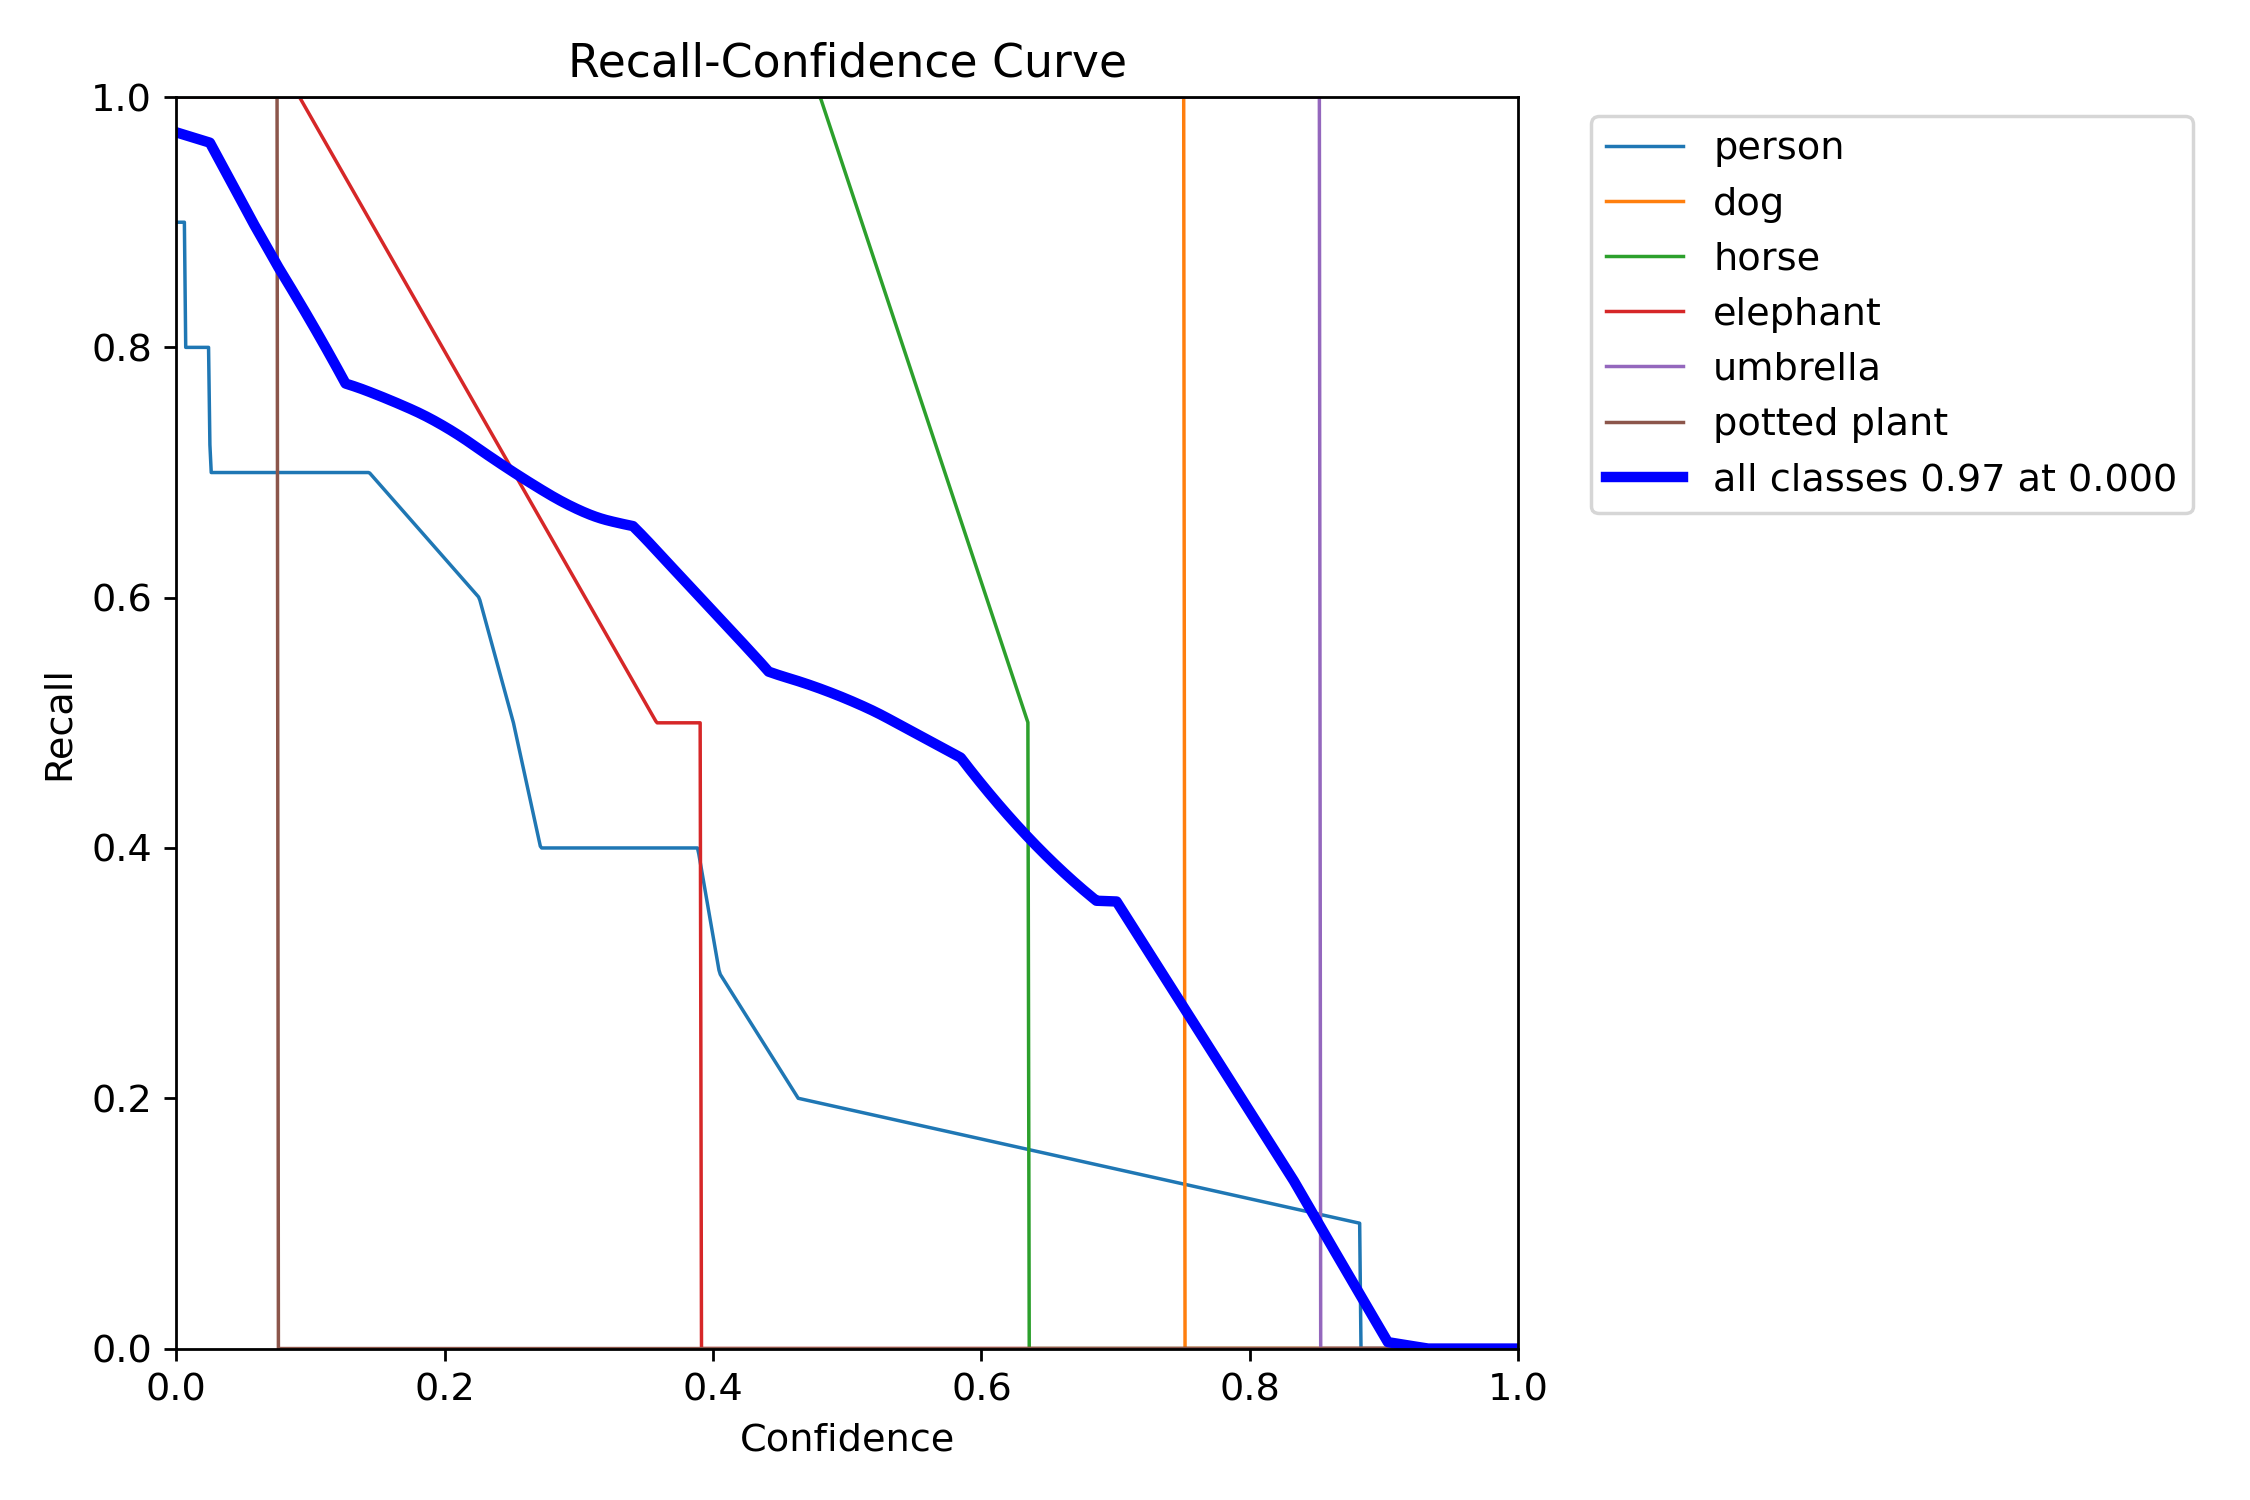 Recall-Confidence Curve
1.0
0.8
0.6
0.4
0.2
0.0
Recall
0.0 0.2 0.4 0.6 0.8 1.0
Confidence
person
dog
horse
elephant
umbrella
potted plant
all classes 0.97 at 0.000